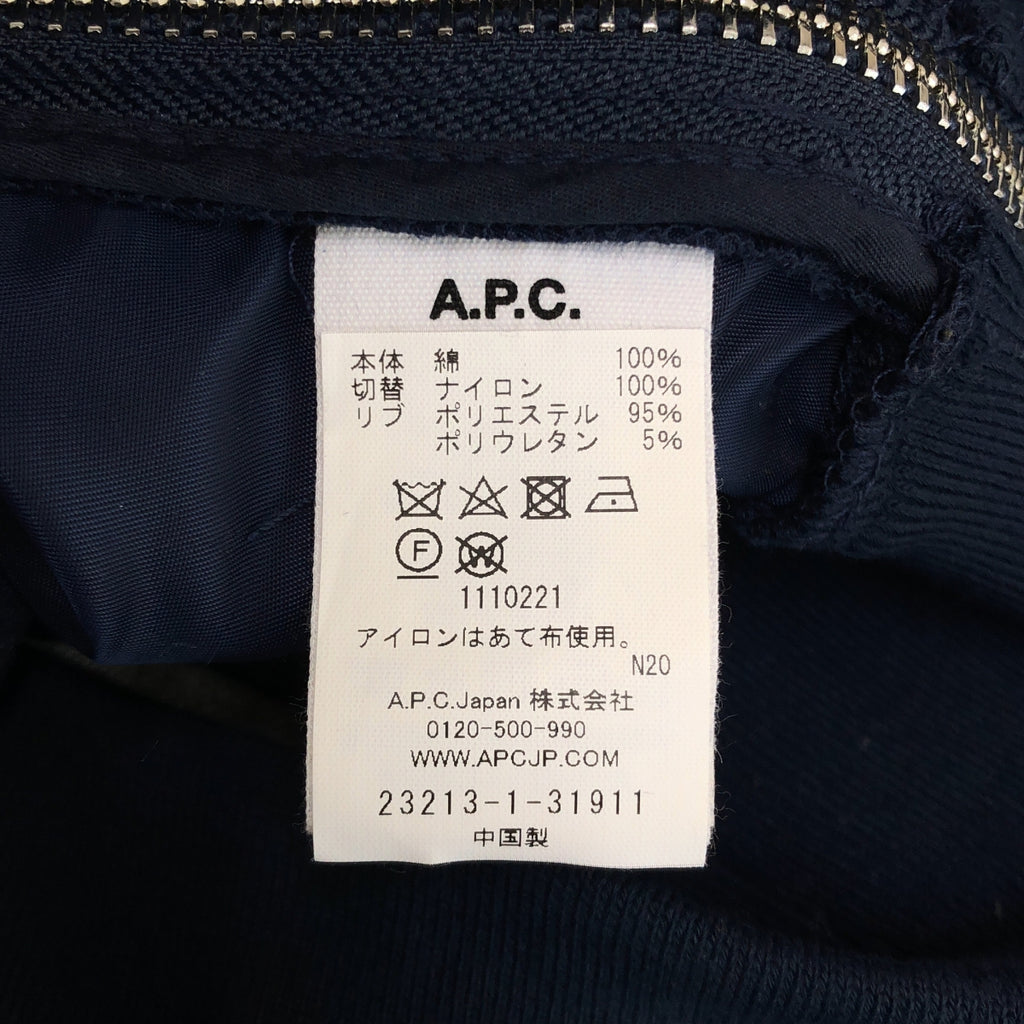 A.P.C.
本体 綿 100%
切替 ナイロン 100%
リブ ポリエステル 95%
ポリウレタン 5%
F W
1110221
アイロンはあて布使用。
N20
A.P.C.Japan 株式会社
0120-500-990
WWW.APCJP.COM
23213-1-31911
中国製